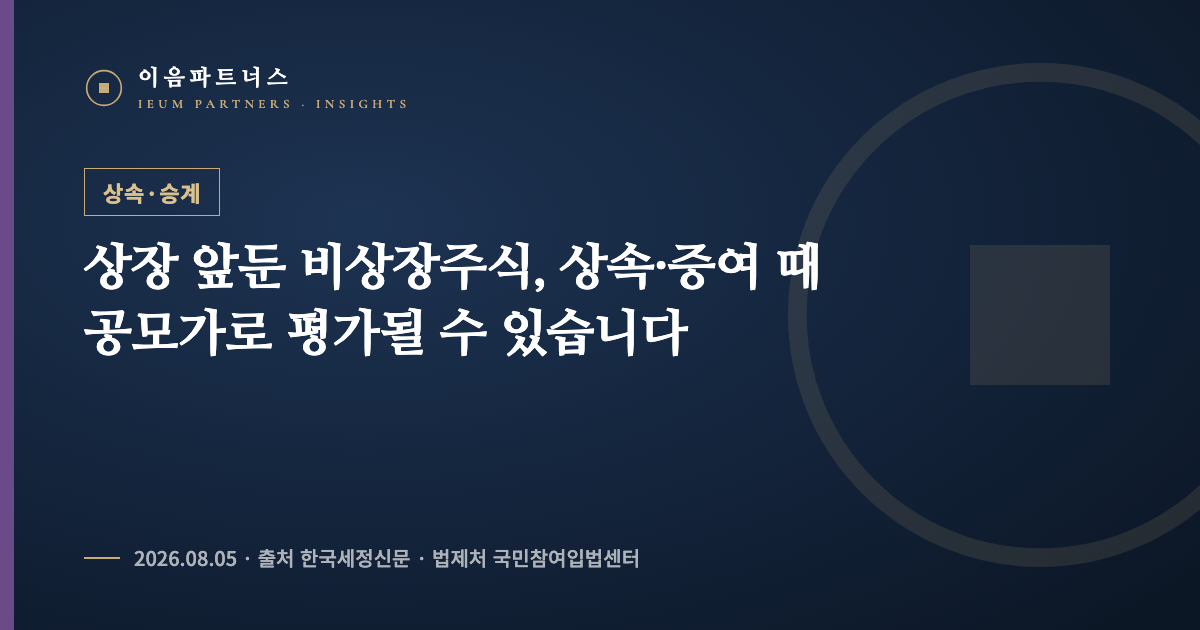 이음파트너스
IEUM PARTNERS · INSIGHTS
상속·승계
상장 앞둔 비상장주식, 상속·증여 때
공모가로 평가될 수 있습니다
2026.08.05 · 출처 한국세정신문 · 법제처 국민참여입법센터